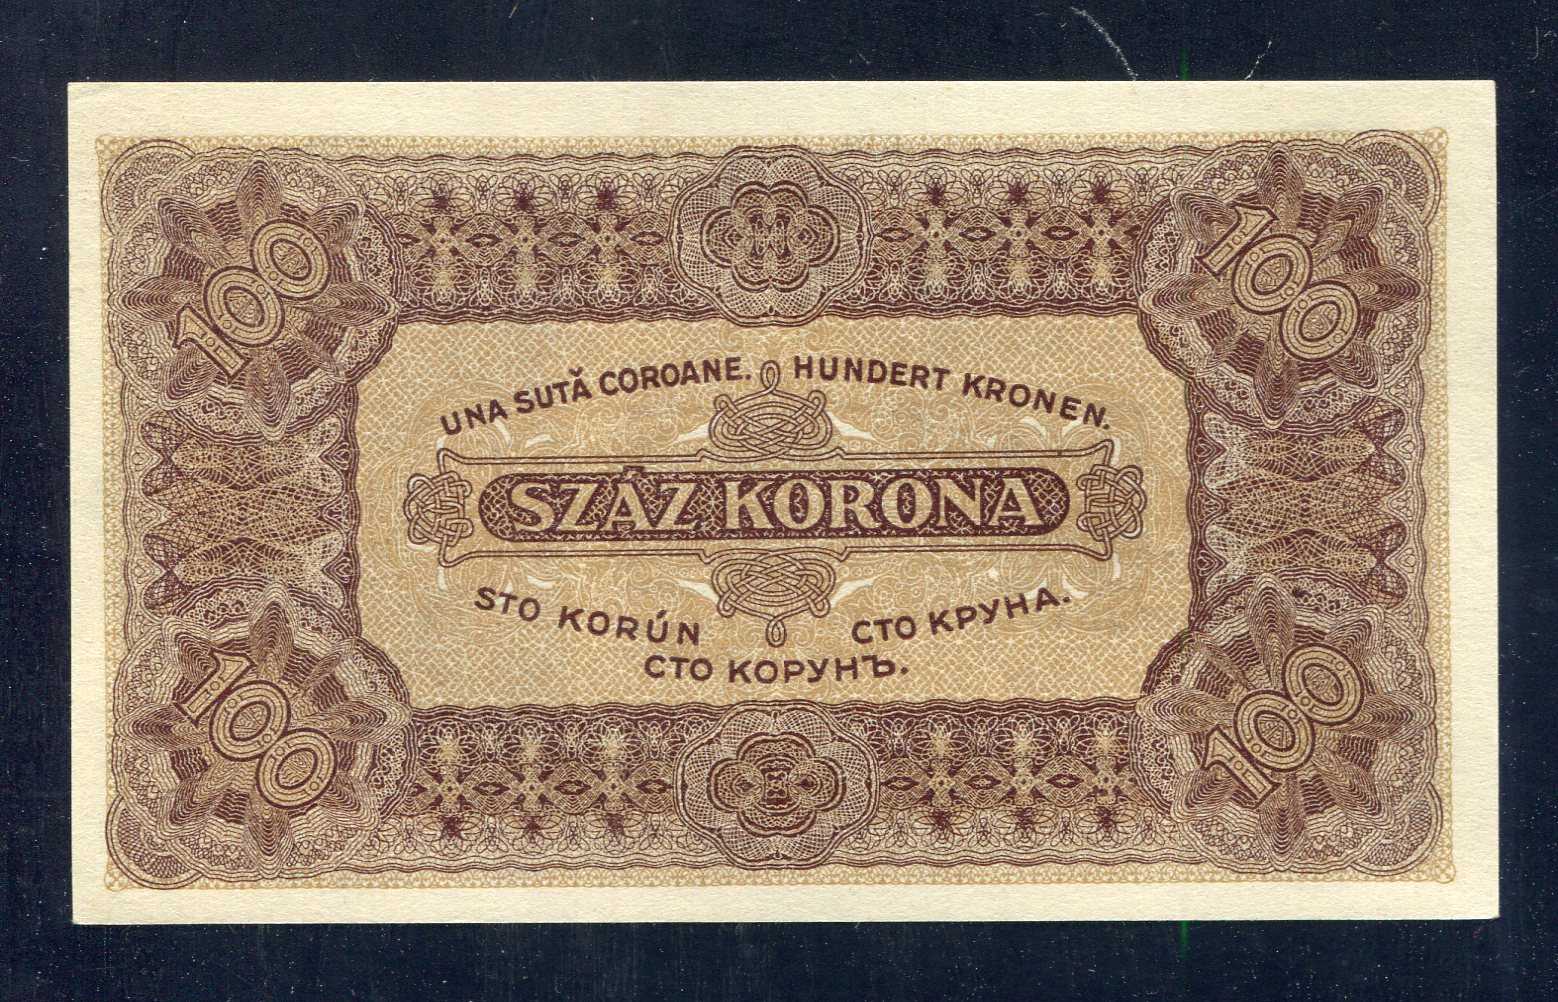 100
100
UNA SUTĂ COROANE.
HUNDERT KRONEN.
SZÁZ KORONA
STO KORÚN
СТО КРУНА.
СТО КОРУНЪ.
100
100